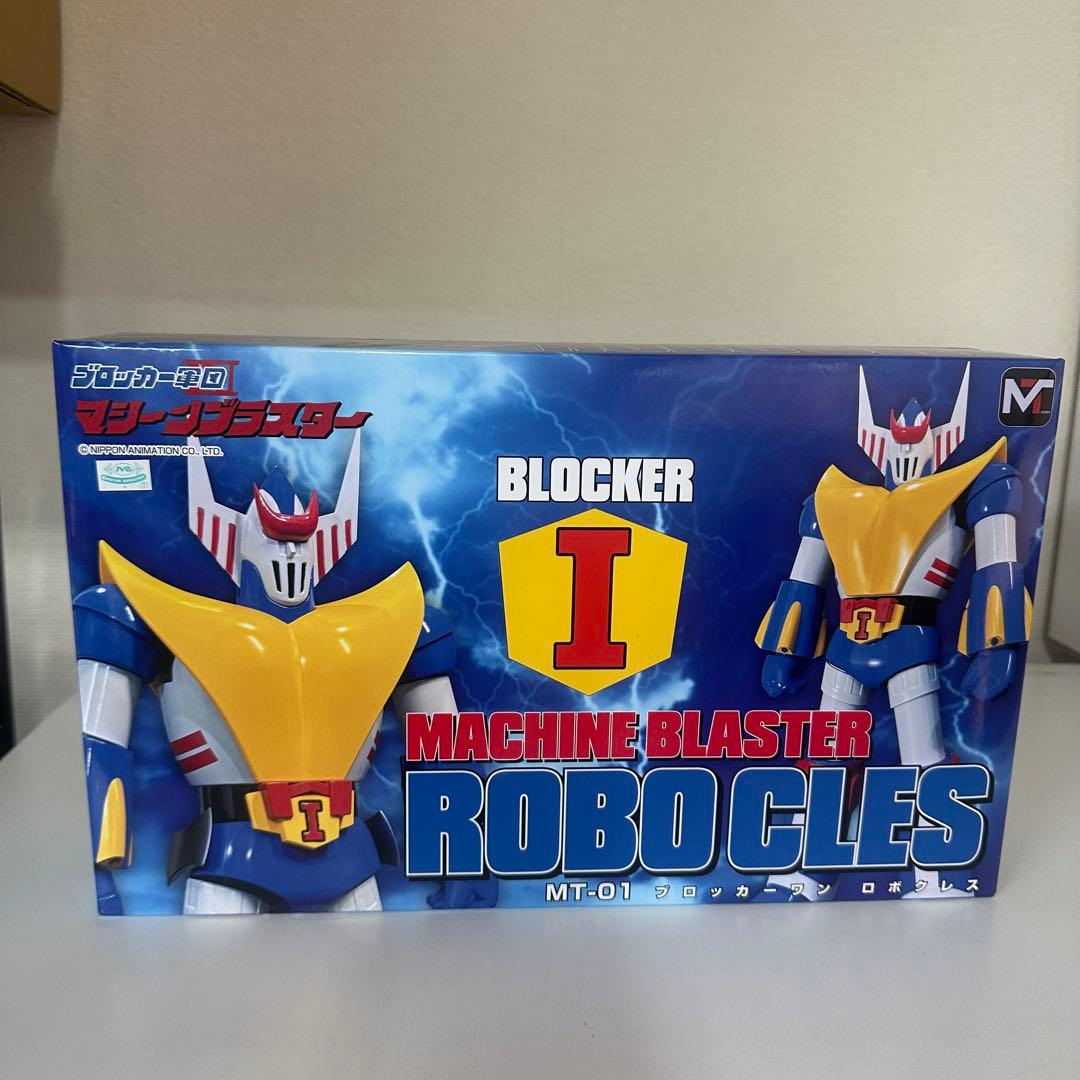 ブロッカー軍団IV
マシーンブラスター
© NIPPON ANIMATION CO., LTD.
MT
BLOCKER
I
I
I
MACHINE BLASTER
ROBO CLES
MT-01 ブロッカーワン ロボクレス